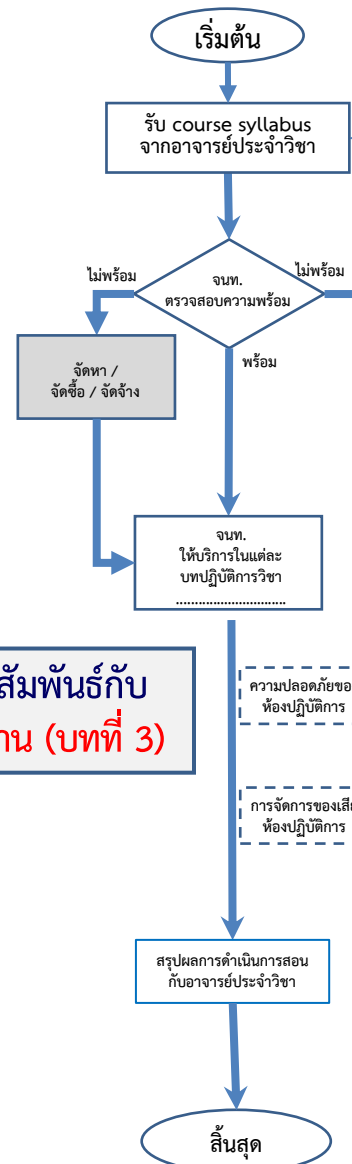 เริ่มต้น
รับ course syllabus
จากอาจารย์ประจำวิชา
ไม่พร้อม
ไม่พร้อม
จนท.
ตรวจสอบความพร้อม
พร้อม
จัดหา /
จัดซื้อ / จัดจ้าง
จนท.
ให้บริการในแต่ละ
บทปฏิบัติการวิชา
..............................
สัมพันธ์กับ
าน (บทที่ 3)
ความปลอดภัยขอ
ห้องปฏิบัติการ
การจัดการของเสีย
ห้องปฏิบัติการ
สรุปผลการดำเนินการสอน
กับอาจารย์ประจำวิชา
สิ้นสุด